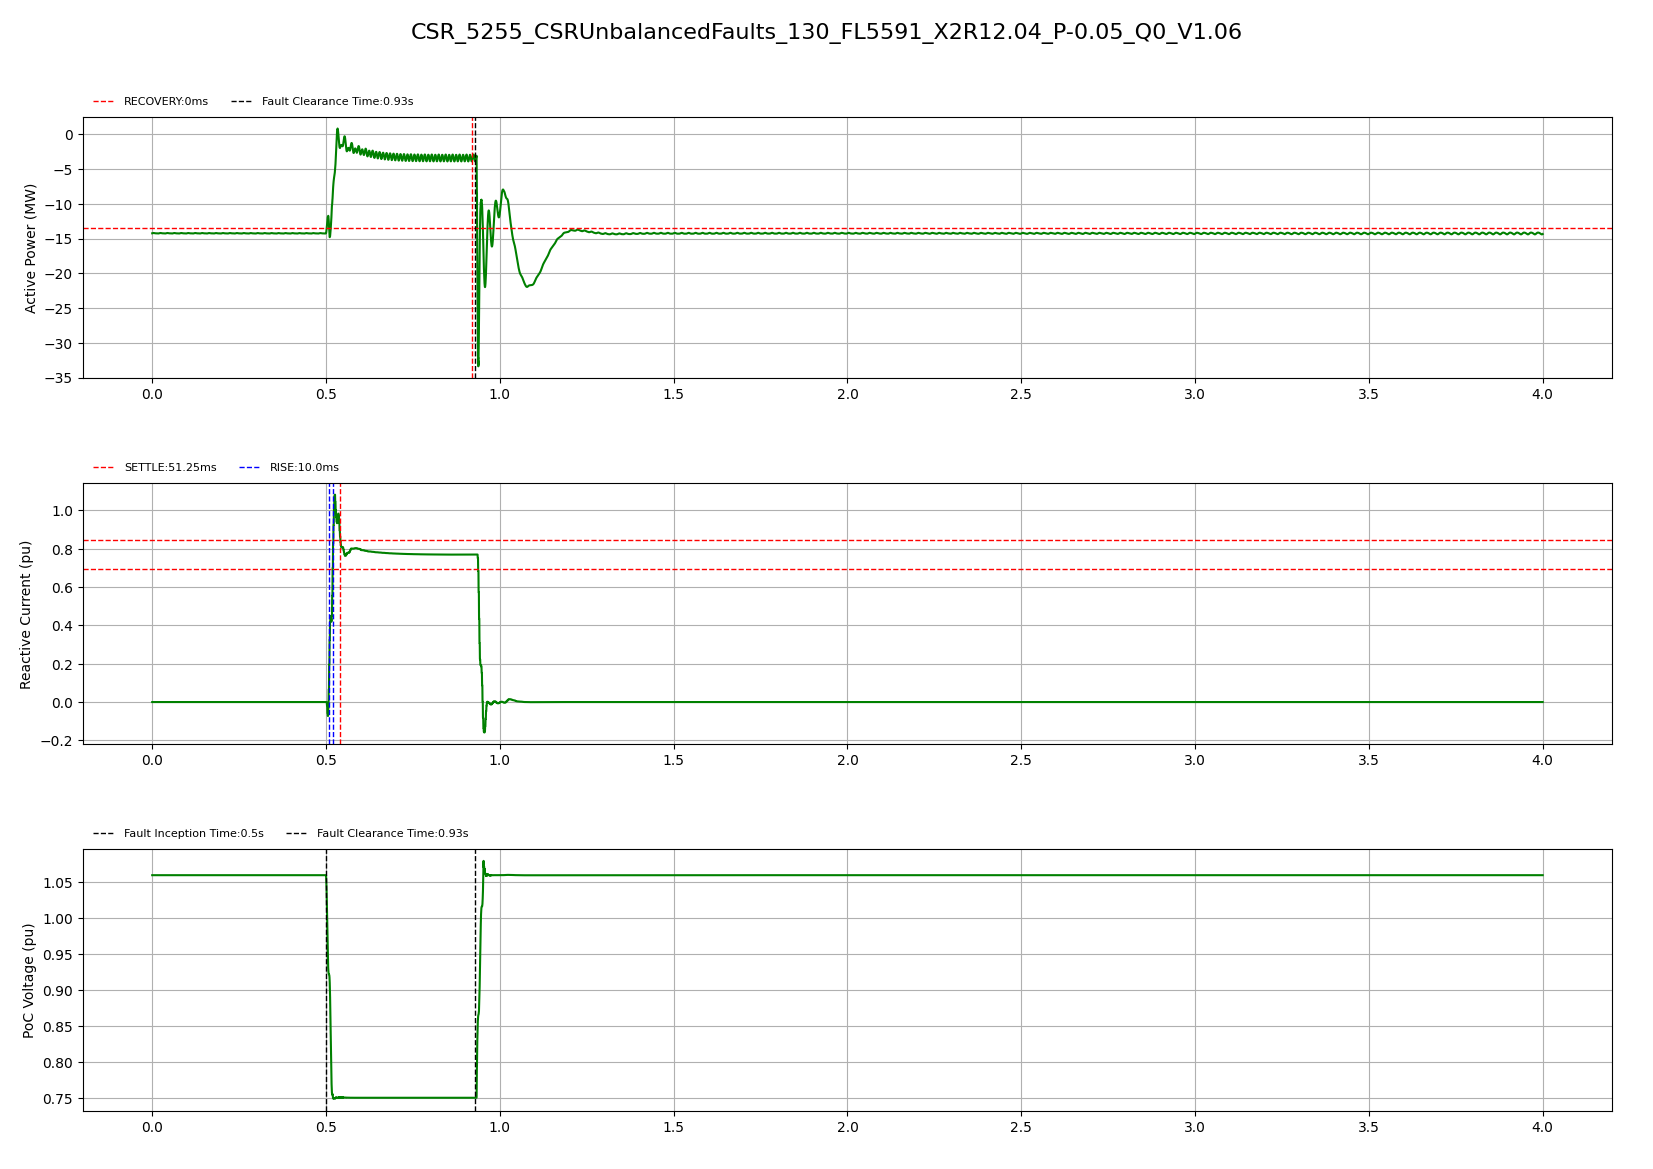 CSR_5255_CSRUnbalancedFaults_130_FL5591_X2R12.04_P-0.05_Q0_V1.06
RECOVERY:0ms Fault Clearance Time:0.93s
Active Power (MW)
0
−5
−10
−15
−20
−25
−30
−35
0.0 0.5 1.0 1.5 2.0 2.5 3.0 3.5 4.0
SETTLE:51.25ms RISE:10.0ms
Reactive Current (pu)
1.0
0.8
0.6
0.4
0.2
0.0
−0.2
0.0 0.5 1.0 1.5 2.0 2.5 3.0 3.5 4.0
Fault Inception Time:0.5s Fault Clearance Time:0.93s
PoC Voltage (pu)
1.05
1.00
0.95
0.90
0.85
0.80
0.75
0.0 0.5 1.0 1.5 2.0 2.5 3.0 3.5 4.0